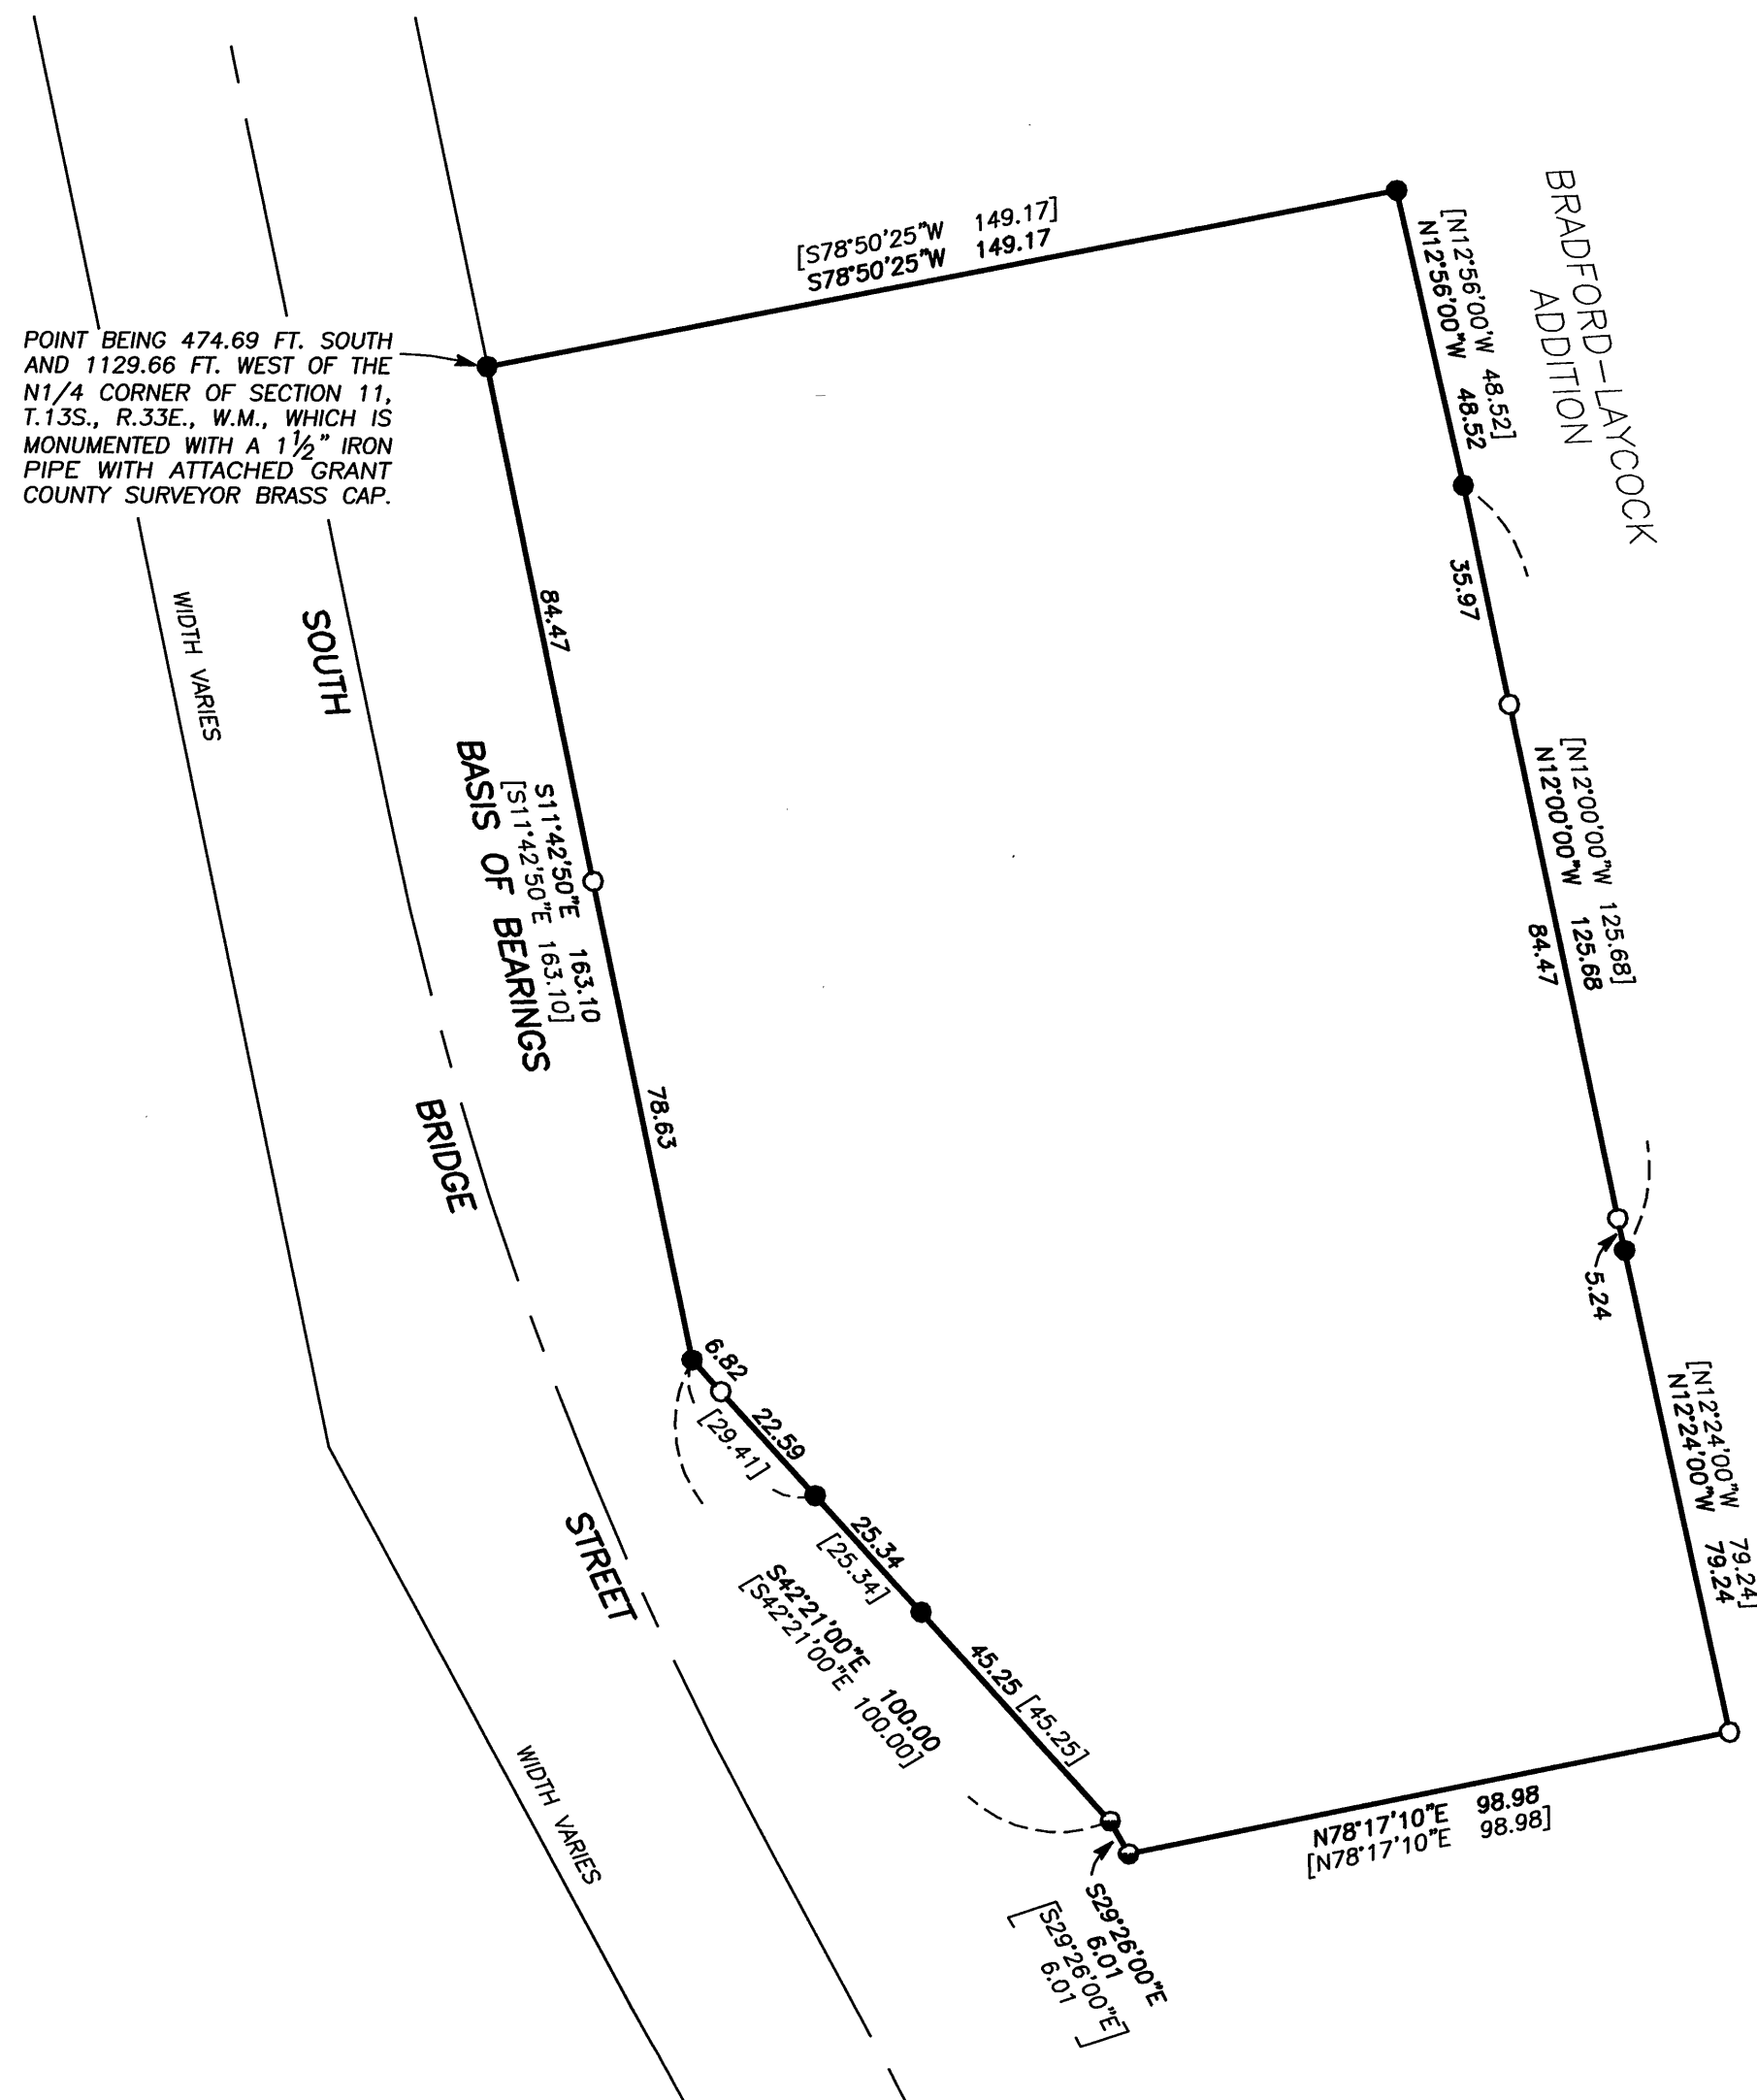 BRADFORD-LAYCOCK
ADDITION
[S78°50'25"W 149.17]
S78°50'25"W 149.17
[N12°56'00"W 48.52]
N12°56'00"W 48.52
POINT BEING 474.69 FT. SOUTH
AND 1129.66 FT. WEST OF THE
N1/4 CORNER OF SECTION 11,
T.13S., R.33E., W.M., WHICH IS
MONUMENTED WITH A 1½" IRON
PIPE WITH ATTACHED GRANT
COUNTY SURVEYOR BRASS CAP.
35.97
84.47
WIDTH VARIES
SOUTH
[N12°00'00"W 125.68]
N12°00'00"W 125.68
84.47
S11°42'50"E 163.10
[S11°42'50"E 163.10]
BASIS OF BEARINGS
78.63
BRIDGE
5.24
6.82
22.59
[29.41]
[N12°24'00"W 79.24]
N12°24'00"W 79.24
STREET
25.34
[25.34]
S42°21'00"E 100.00
[S42°21'00"E 100.00]
45.25 [45.25]
WIDTH VARIES
N78°17'10"E 98.98
[N78°17'10"E 98.98]
S29°26'00"E
6.01
[S29°26'00"E
6.01]